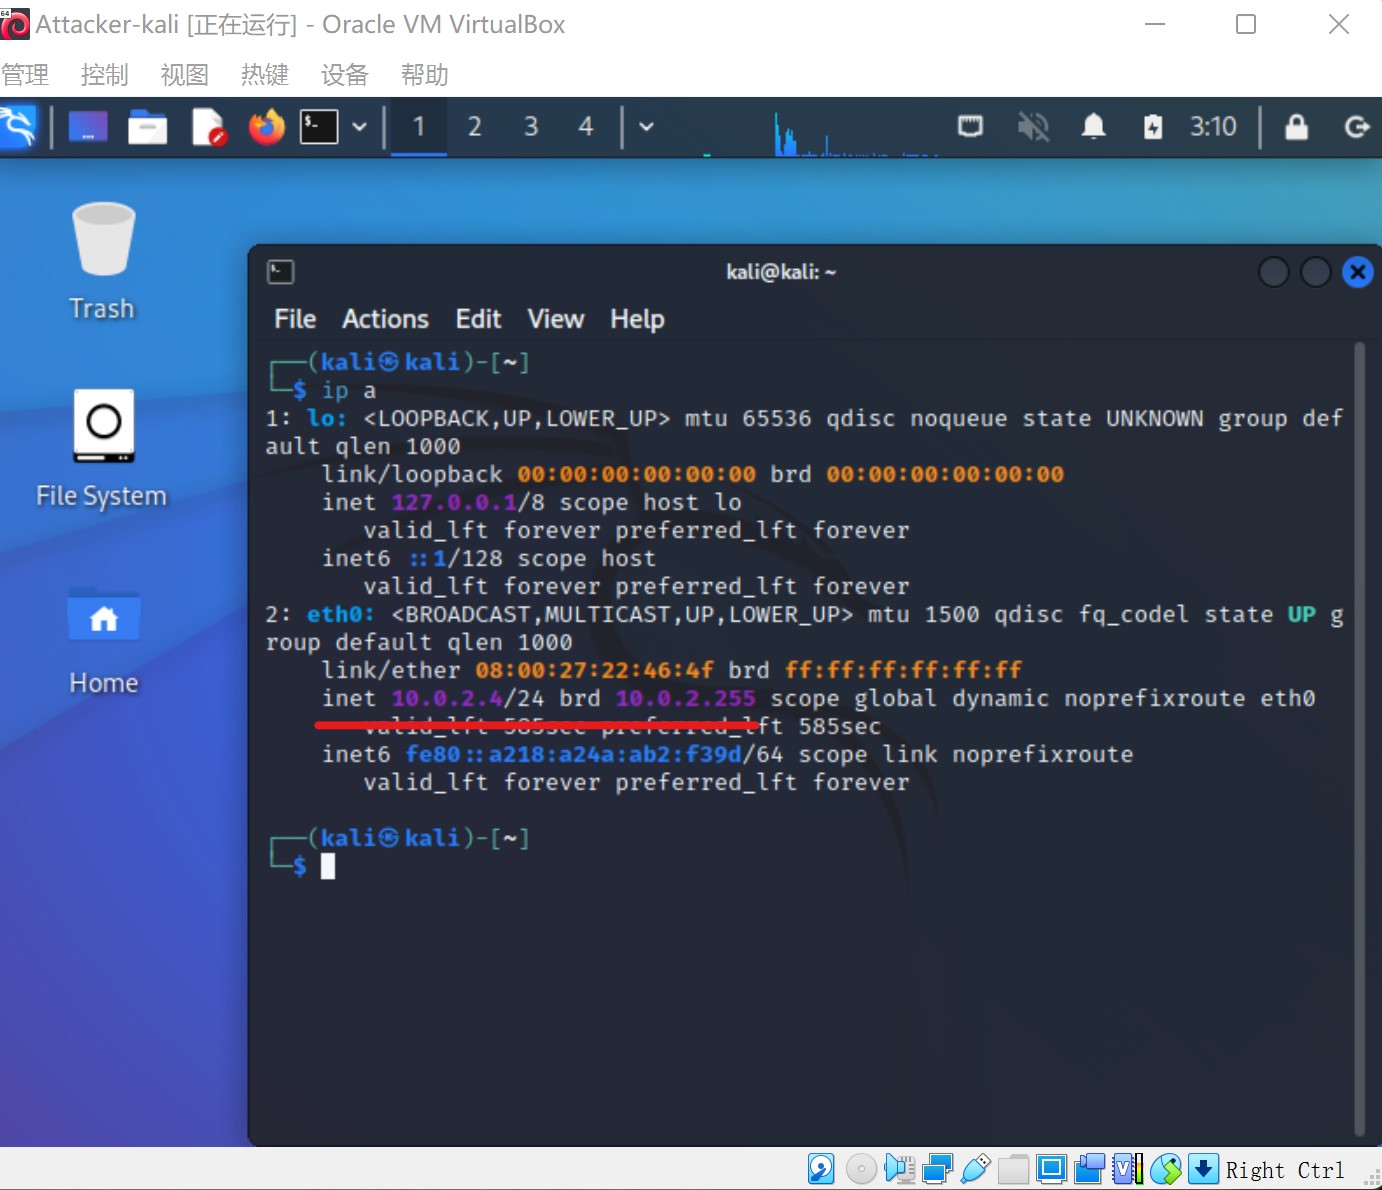 Attacker-kali [正在运行] - Oracle VM VirtualBox
管理 控制 视图 热键 设备 帮助
1 2 3 4 3:10
Trash
File System
Home
kali@kali: ~
File Actions Edit View Help
┌──(kali㉿kali)-[~]
└─$ ip a
1: lo: <LOOPBACK,UP,LOWER_UP> mtu 65536 qdisc noqueue state UNKNOWN group def
ault qlen 1000
link/loopback 00:00:00:00:00:00 brd 00:00:00:00:00:00
inet 127.0.0.1/8 scope host lo
valid_lft forever preferred_lft forever
inet6 ::1/128 scope host
valid_lft forever preferred_lft forever
2: eth0: <BROADCAST,MULTICAST,UP,LOWER_UP> mtu 1500 qdisc fq_codel state UP g
roup default qlen 1000
link/ether 08:00:27:22:46:4f brd ff:ff:ff:ff:ff:ff
inet 10.0.2.4/24 brd 10.0.2.255 scope global dynamic noprefixroute eth0
valid_lft 585sec preferred_lft 585sec
inet6 fe80::a218:a24a:ab2:f39d/64 scope link noprefixroute
valid_lft forever preferred_lft forever
┌──(kali㉿kali)-[~]
└─$
Right Ctrl